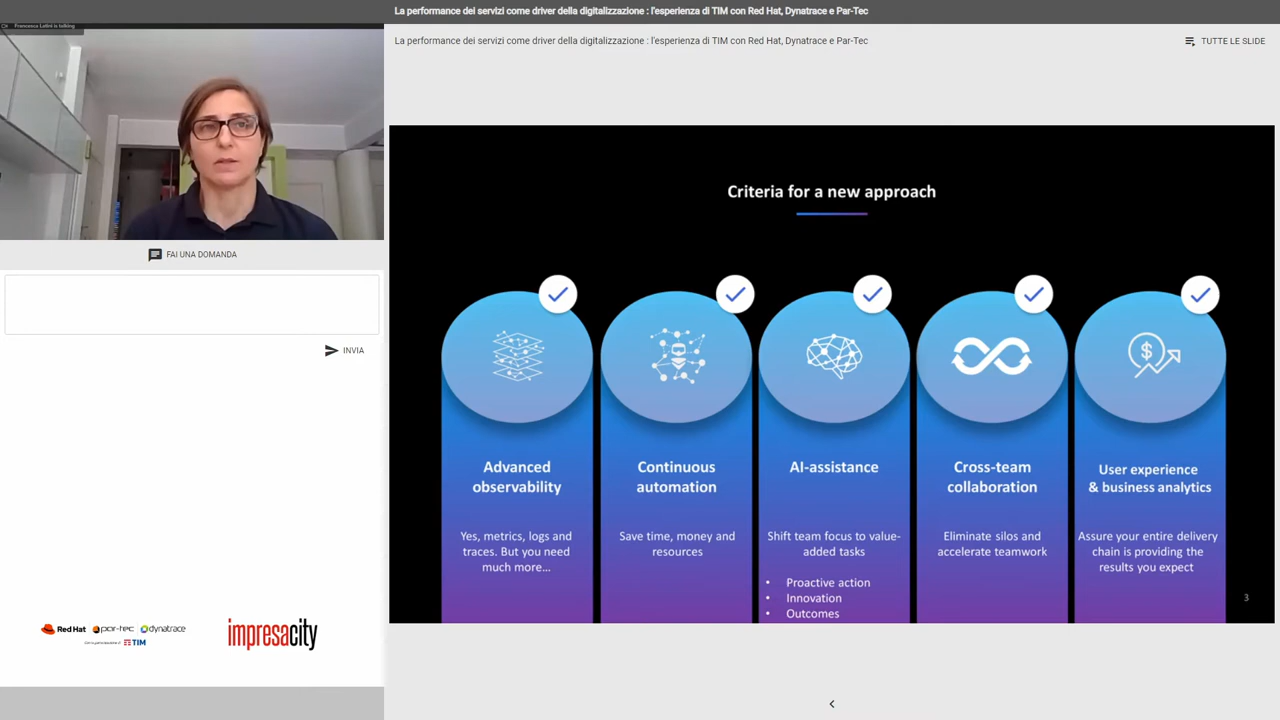 Francesca Latini is talking
La performance dei servizi come driver della digitalizzazione : l'esperienza di TIM con Red Hat, Dynatrace e Par-Tec
La performance dei servizi come driver della digitalizzazione : l'esperienza di TIM con Red Hat, Dynatrace e Par-Tec
TUTTE LE SLIDE
FAI UNA DOMANDA
INVIA
Criteria for a new approach
Advanced
observability
Yes, metrics, logs and
traces. But you need
much more...
Continuous
automation
Save time, money and
resources
AI-assistance
Shift team focus to value-
added tasks
• Proactive action
• Innovation
• Outcomes
Cross-team
collaboration
Eliminate silos and
accelerate teamwork
User experience
& business analytics
Assure your entire delivery
chain is providing the
results you expect
3
Red Hat par-tec dynatrace
TIM
impresacity